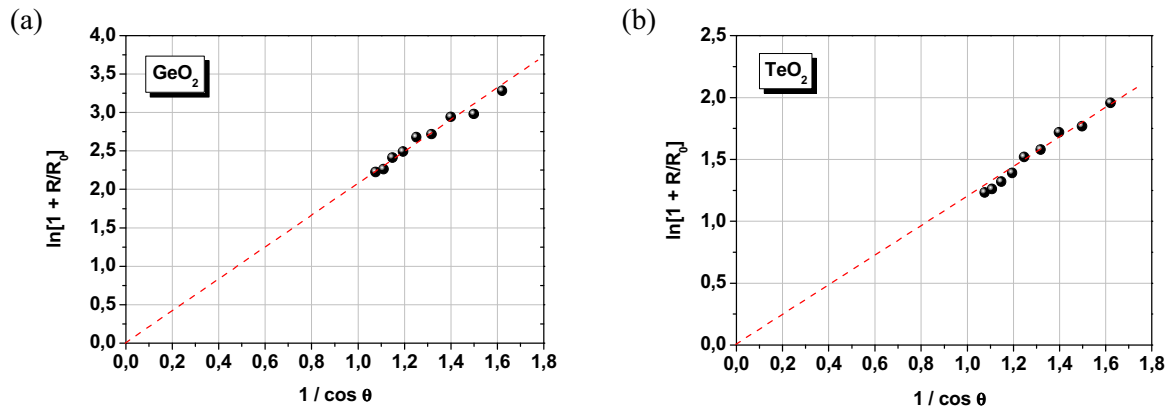 (a)
GeO2
ln[1 + R/R0]
4,0
3,5
3,0
2,5
2,0
1,5
1,0
0,5
0,0
0,0 0,2 0,4 0,6 0,8 1,0 1,2 1,4 1,6 1,8
1 / cos θ
(b)
TeO2
ln[1 + R/R0]
2,5
2,0
1,5
1,0
0,5
0,0
0,0 0,2 0,4 0,6 0,8 1,0 1,2 1,4 1,6 1,8
1 / cos θ